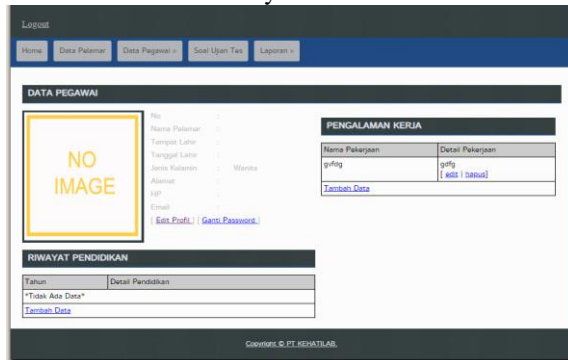 Logout
Home Data Pelamar Data Pegawai » Soal Ujian Tes Laporan »
DATA PEGAWAI
NO
IMAGE
No :
Nama Pelamar :
Tempat Lahir :
Tanggal Lahir :
Jenis Kelamin : Wanita
Alamat :
HP :
Email :
[ Edit Profil ] [ Ganti Password ]
PENGALAMAN KERJA
Nama Pekerjaan Detail Pekerjaan
gvfdg gdfg
[ edit | hapus]
Tambah Data
RIWAYAT PENDIDIKAN
Tahun Detail Pendidikan
*Tidak Ada Data*
Tambah Data
Copyright © PT KEHATILAB.